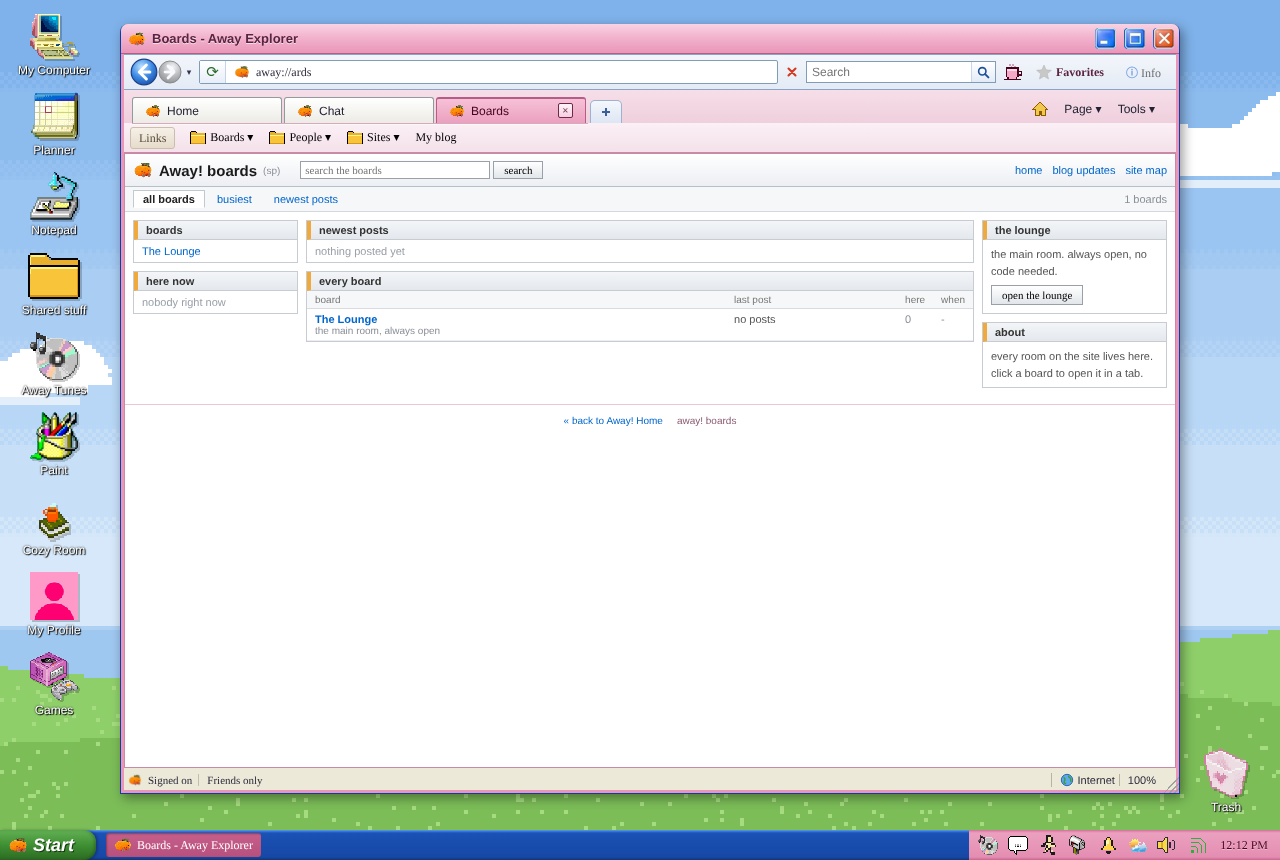 Boards - Away Explorer
away://ards
Search
Favorites
Info
Home
Chat
Boards
Page ▾
Tools ▾
Links
Boards ▾
People ▾
Sites ▾
My blog
Away! boards (sp)
search the boards
search
home
blog updates
site map
all boards
busiest
newest posts
1 boards
boards
The Lounge
here now
nobody right now
newest posts
nothing posted yet
every board
board
last post
here
when
The Lounge
no posts
0
-
the main room, always open
the lounge
the main room. always open, no
code needed.
open the lounge
about
every room on the site lives here.
click a board to open it in a tab.
« back to Away! Home
away! boards
Signed on
Friends only
Internet
100%
My Computer
Planner
Notepad
Shared stuff
Away Tunes
Paint
Cozy Room
My Profile
Games
Trash
Start
Boards - Away Explorer
12:12 PM